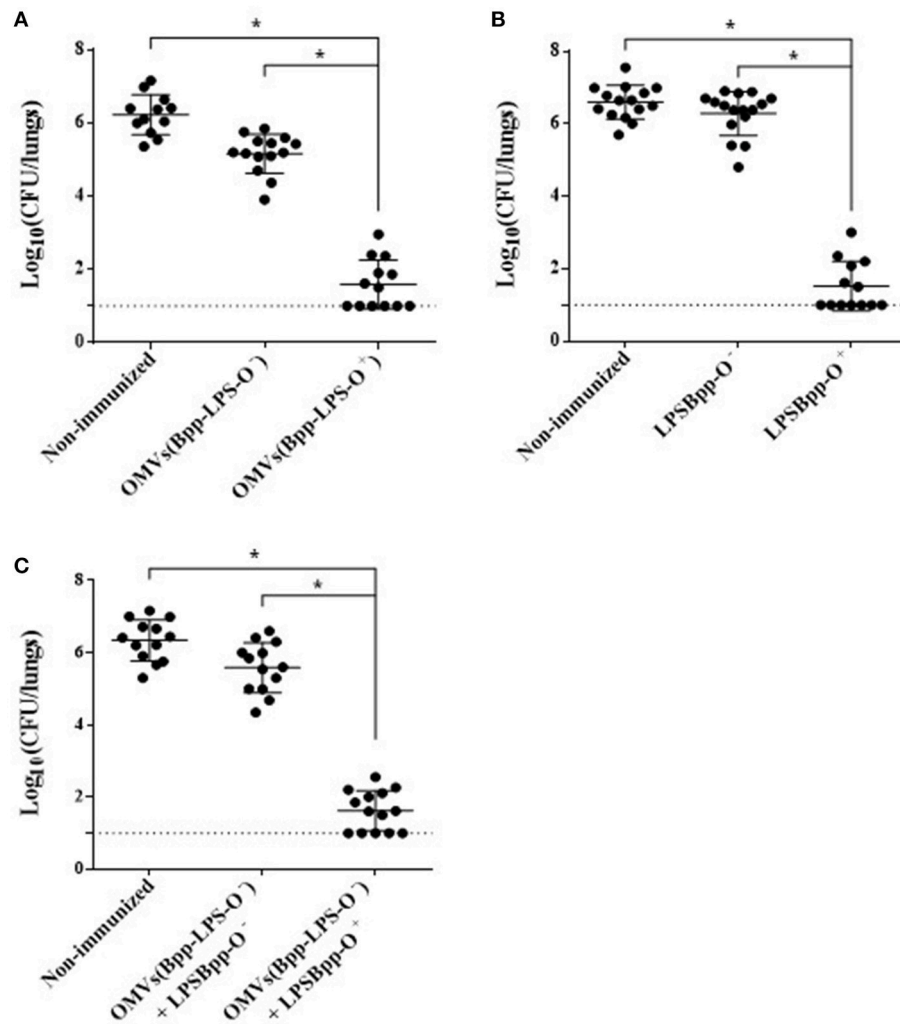 A
*
*
8
6
4
2
0
Log10(CFU/lungs)
Non-immunized
OMVs(Bpp-LPS-O-)
OMVs(Bpp-LPS-O+)
B
*
*
8
6
4
2
0
Log10(CFU/lungs)
Non-immunized
LPSBpp-O-
LPSBpp-O+
C
*
*
8
6
4
2
0
Log10(CFU/lungs)
Non-immunized
OMVs(Bpp-LPS-O-)
+ LPSBpp-O-
OMVs(Bpp-LPS-O-)
+ LPSBpp-O+